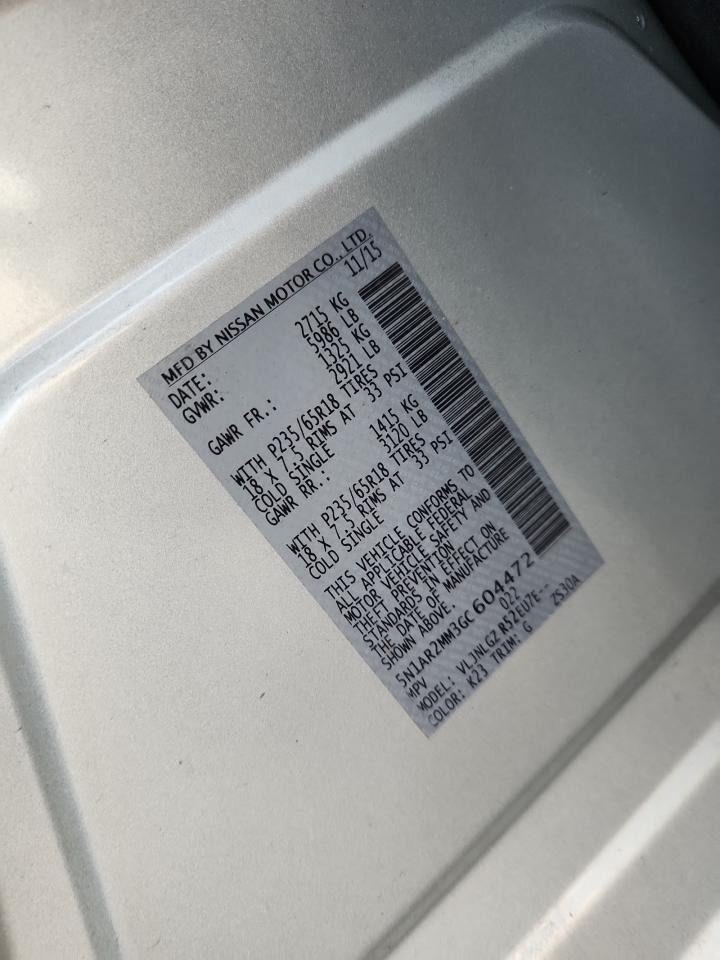 MFD BY NISSAN MOTOR CO., LTD.
DATE: 11/15
GVWR: 2715 KG
5986 LB
GAWR FR.: 1325 KG
2921 LB
WITH P235/65R18 TIRES
18 X 7.5 RIMS AT 33 PSI
COLD SINGLE
GAWR RR.: 1415 KG
3120 LB
WITH P235/65R18 TIRES
18 X 7.5 RIMS AT 33 PSI
COLD SINGLE
THIS VEHICLE CONFORMS TO
ALL APPLICABLE FEDERAL
MOTOR VEHICLE SAFETY AND
THEFT PREVENTION
STANDARDS IN EFFECT ON
THE DATE OF MANUFACTURE
SHOWN ABOVE.
5N1AR2MM3GC604472
MPV 022
MODEL: VLJNLGZ R52EU7E--
COLOR: K23 TRIM: G ZS30A